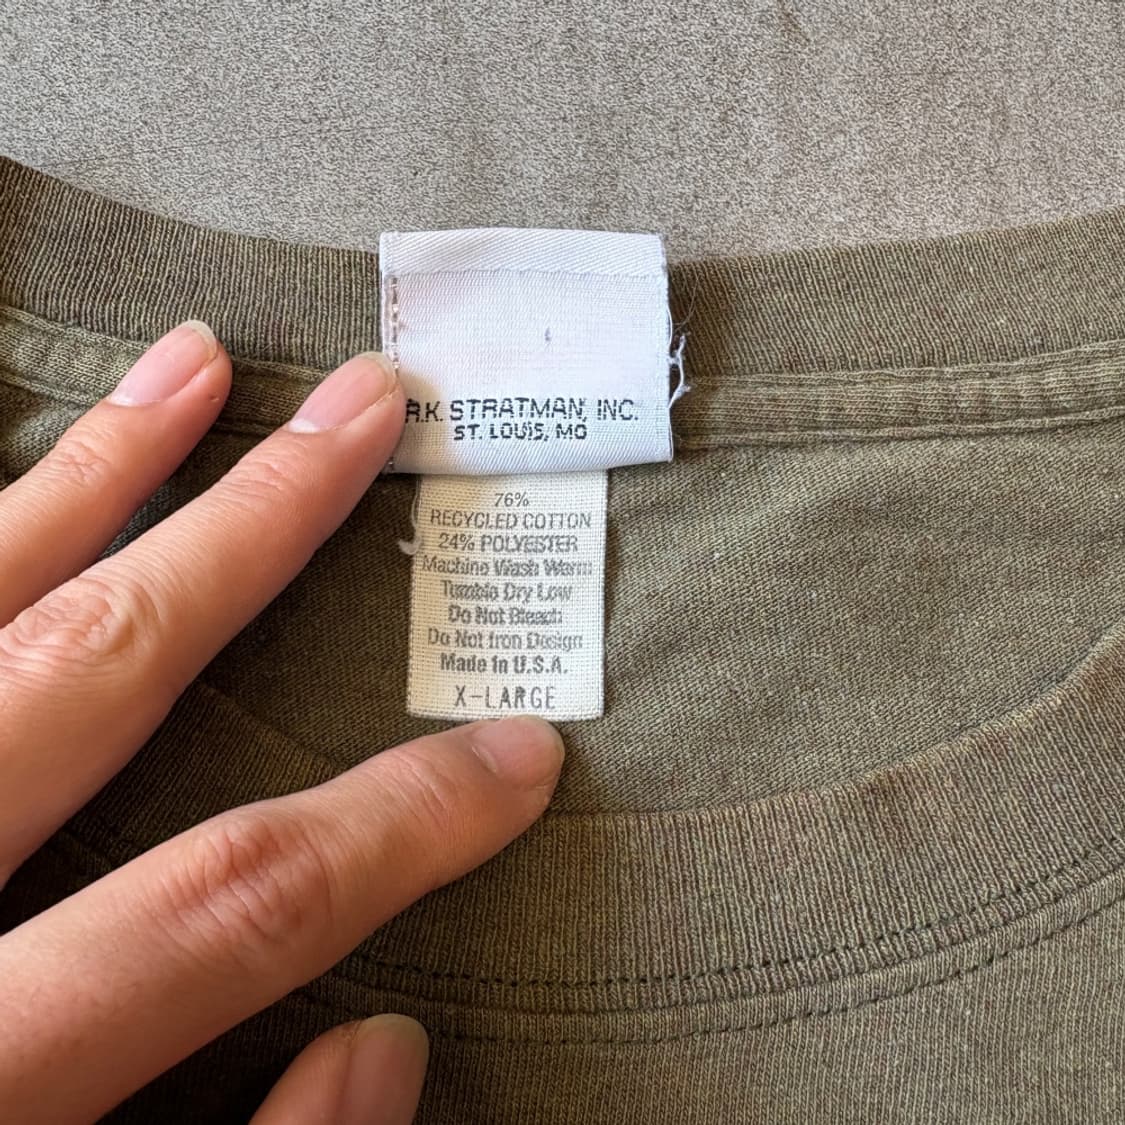 R.K. STRATMAN, INC.
ST. LOUIS, MO
76%
RECYCLED COTTON
24% POLYESTER
Machine Wash Warm
Tumble Dry Low
Do Not Bleach
Do Not Iron Design
Made in U.S.A.
X-LARGE